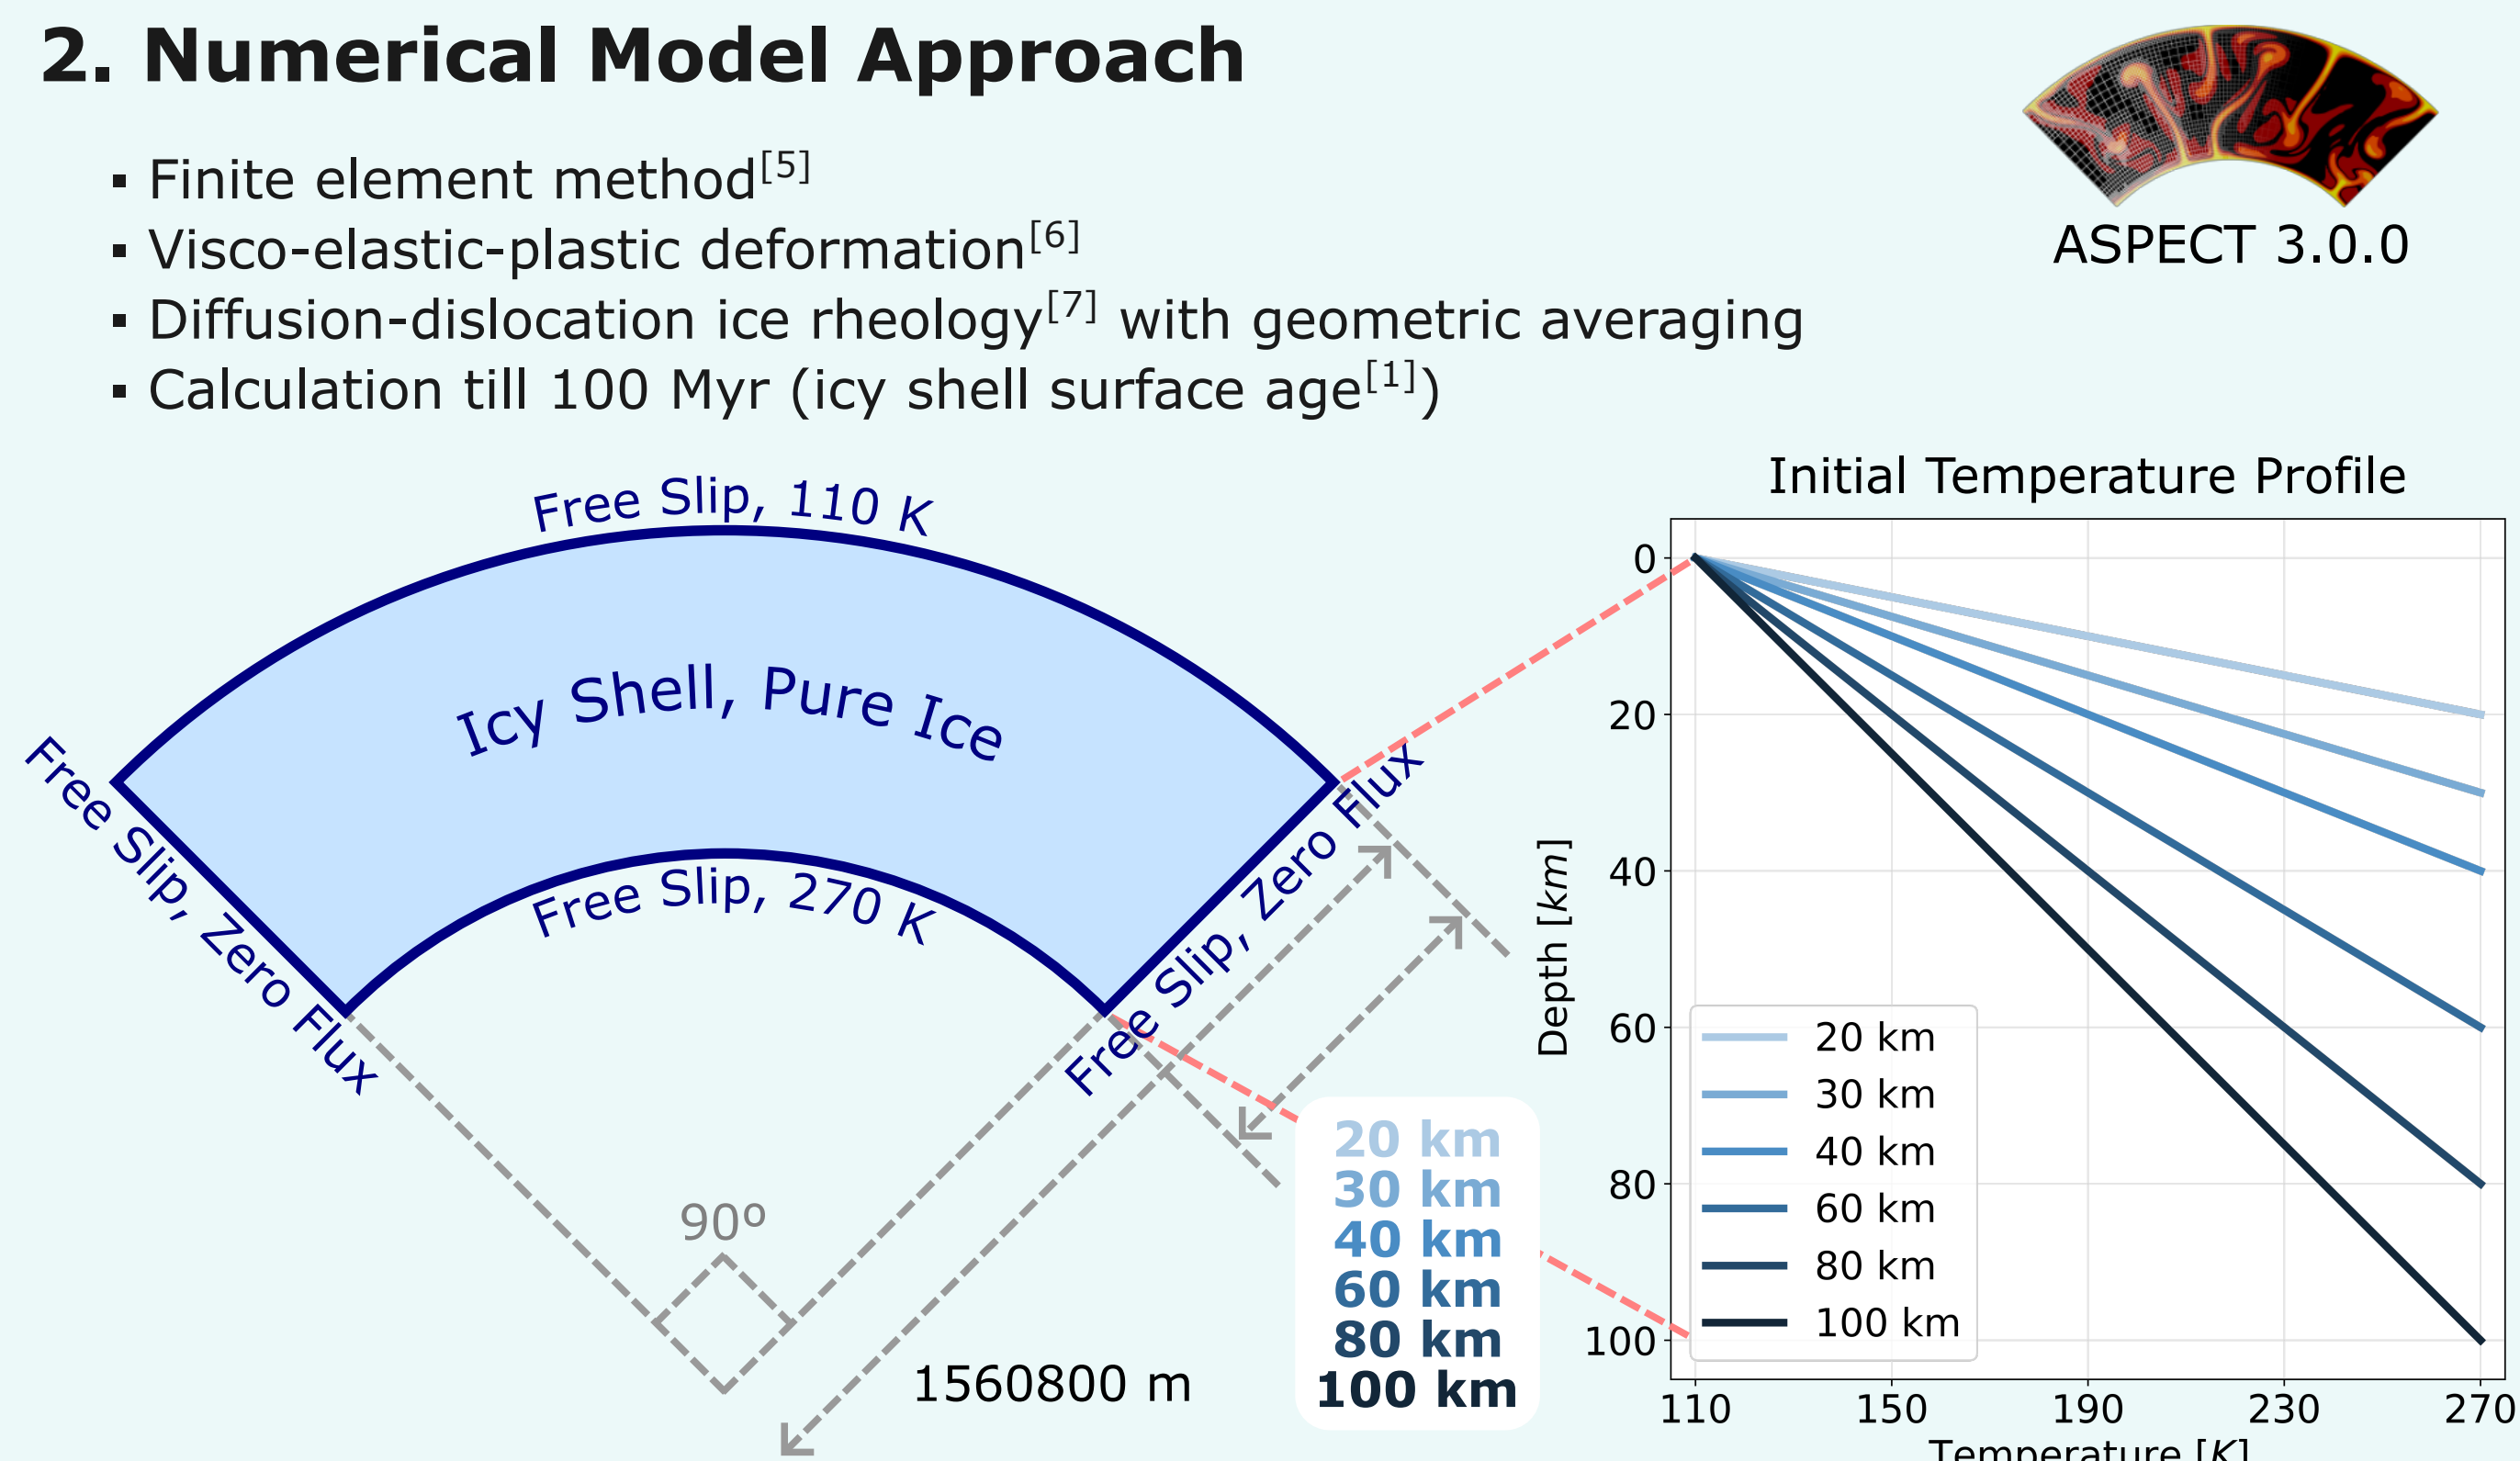 2. Numerical Model Approach
▪ Finite element method[5]
▪ Visco-elastic-plastic deformation[6]
▪ Diffusion-dislocation ice rheology[7] with geometric averaging
▪ Calculation till 100 Myr (icy shell surface age[1])
ASPECT 3.0.0
Free Slip, 110 K
Icy Shell, Pure Ice
Free Slip, 270 K
Free Slip, Zero Flux
Free Slip, Zero Flux
90º
1560800 m
20 km
30 km
40 km
60 km
80 km
100 km
Initial Temperature Profile
Depth [km]
0
20
40
60
80
100
20 km
30 km
40 km
60 km
80 km
100 km
110 150 190 230 270
Temperature [K]